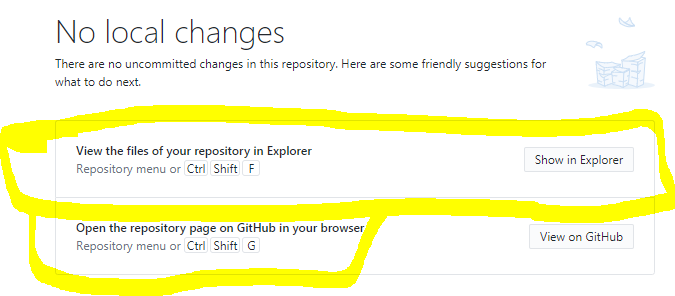 No local changes
There are no uncommitted changes in this repository. Here are some friendly suggestions for
what to do next.
View the files of your repository in Explorer
Repository menu or Ctrl Shift F
Show in Explorer
Open the repository page on GitHub in your browser
Repository menu or Ctrl Shift G
View on GitHub